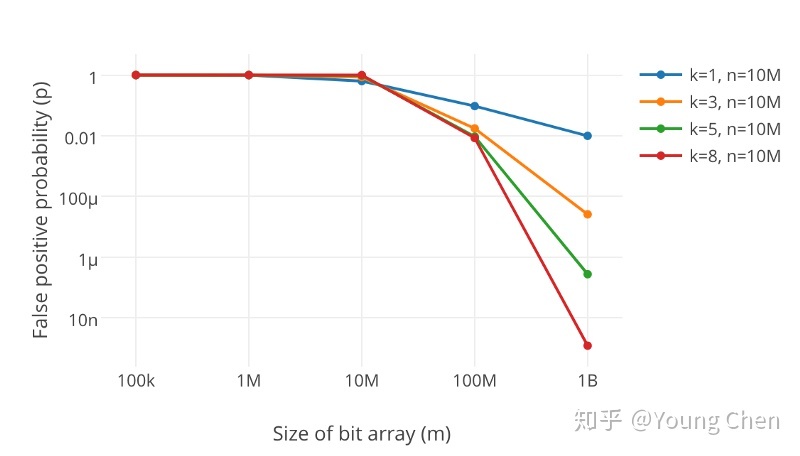 False positive probability (p)
1
0.01
100µ
1µ
10n
100k 1M 10M 100M 1B
Size of bit array (m)
k=1, n=10M
k=3, n=10M
k=5, n=10M
k=8, n=10M
知乎 @Young Chen